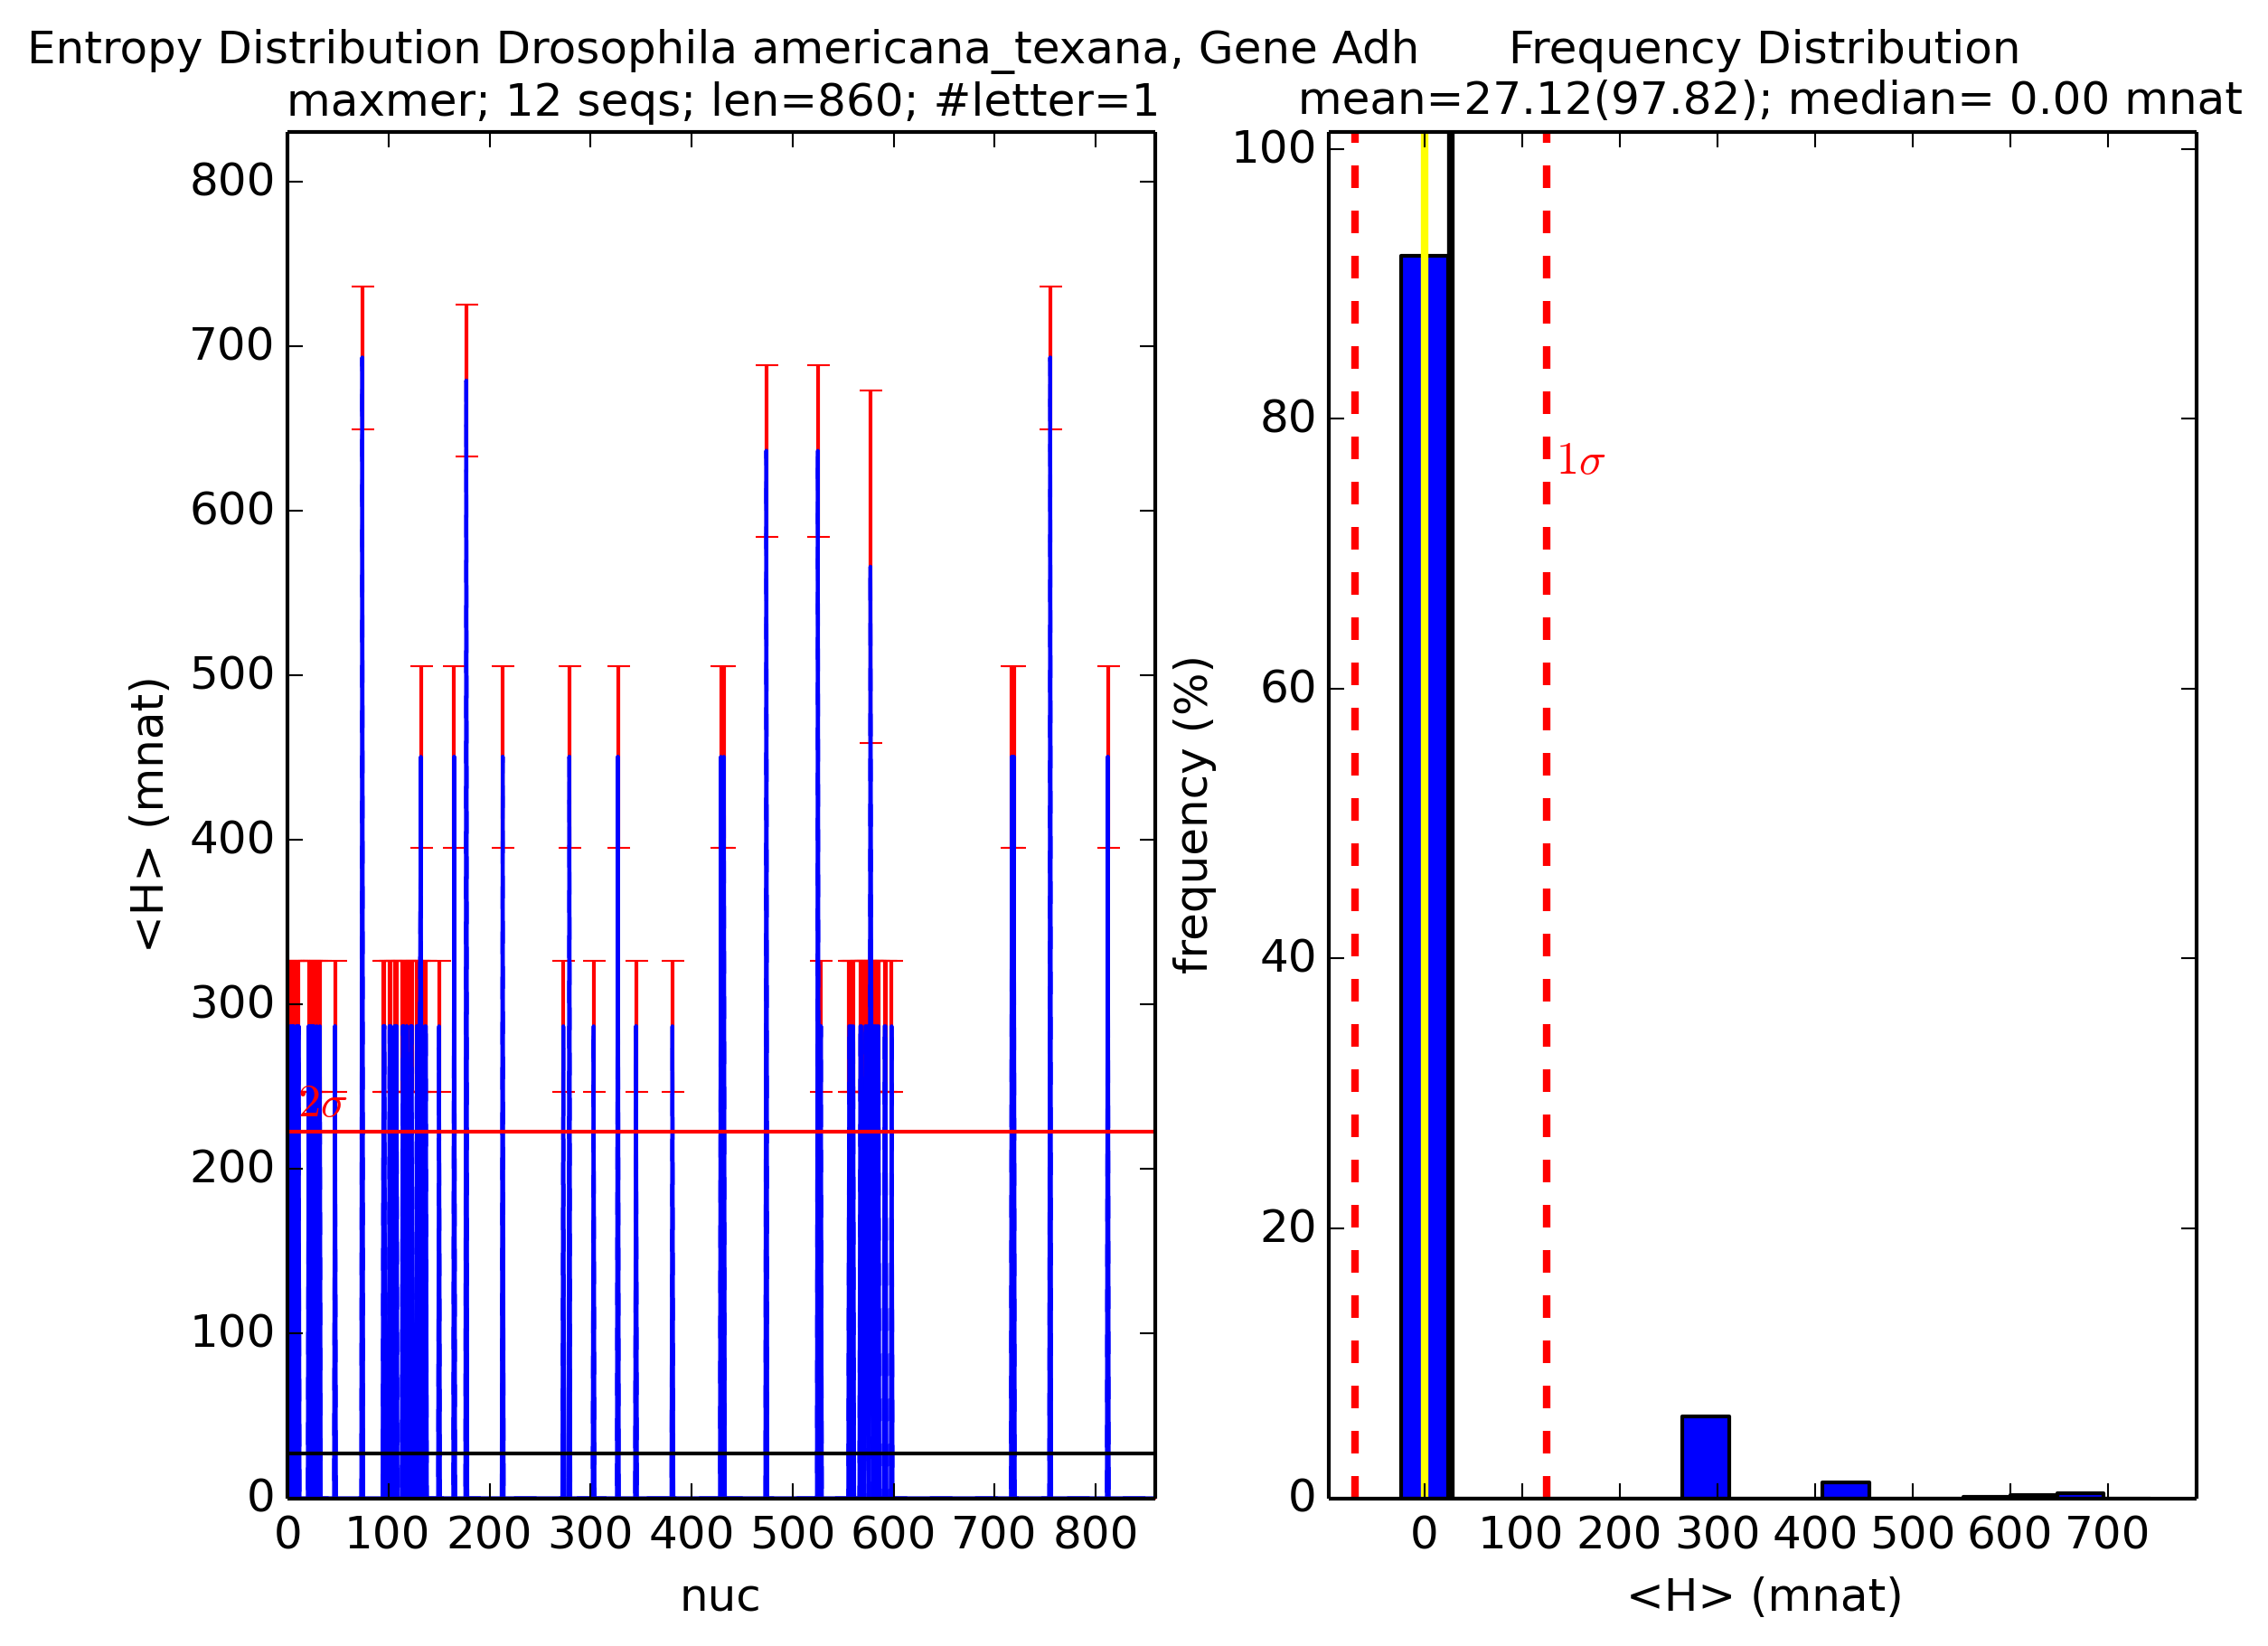 Entropy Distribution Drosophila americana_texana, Gene Adh
maxmer; 12 seqs; len=860; #letter=1
800
700
600
500
400
300
200
100
0
<H> (mnat)
2σ
0 100 200 300 400 500 600 700 800
nuc
Frequency Distribution
mean=27.12(97.82); median= 0.00 mnat
100
80
60
40
20
0
frequency (%)
1σ
0 100 200 300 400 500 600 700
<H> (mnat)